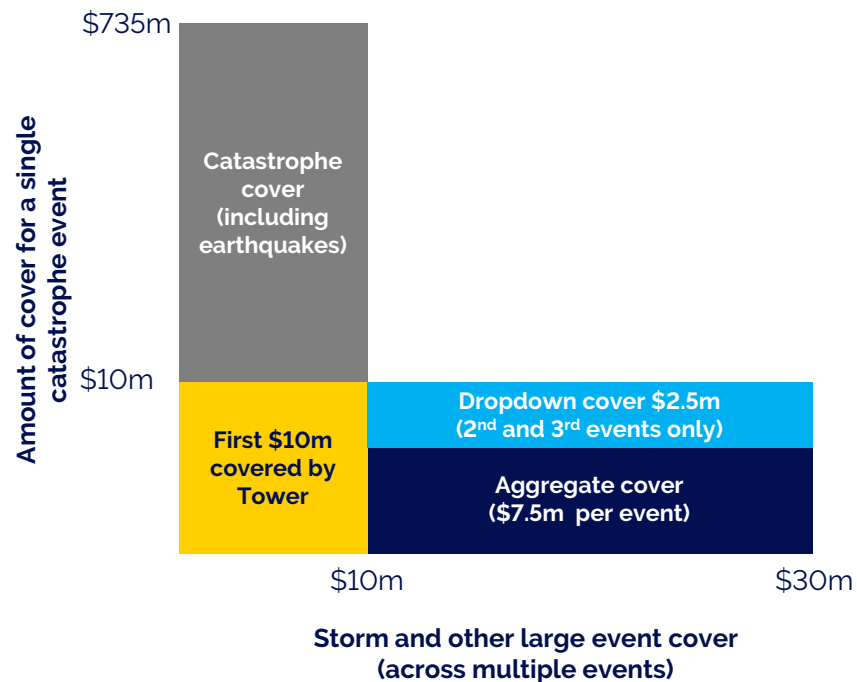 $735m
Amount of cover for a single
catastrophe event
Catastrophe
cover
(including
earthquakes)
$10m
First $10m
covered by
Tower
Dropdown cover $2.5m
(2nd and 3rd events only)
Aggregate cover
($7.5m per event)
$10m
$30m
Storm and other large event cover
(across multiple events)